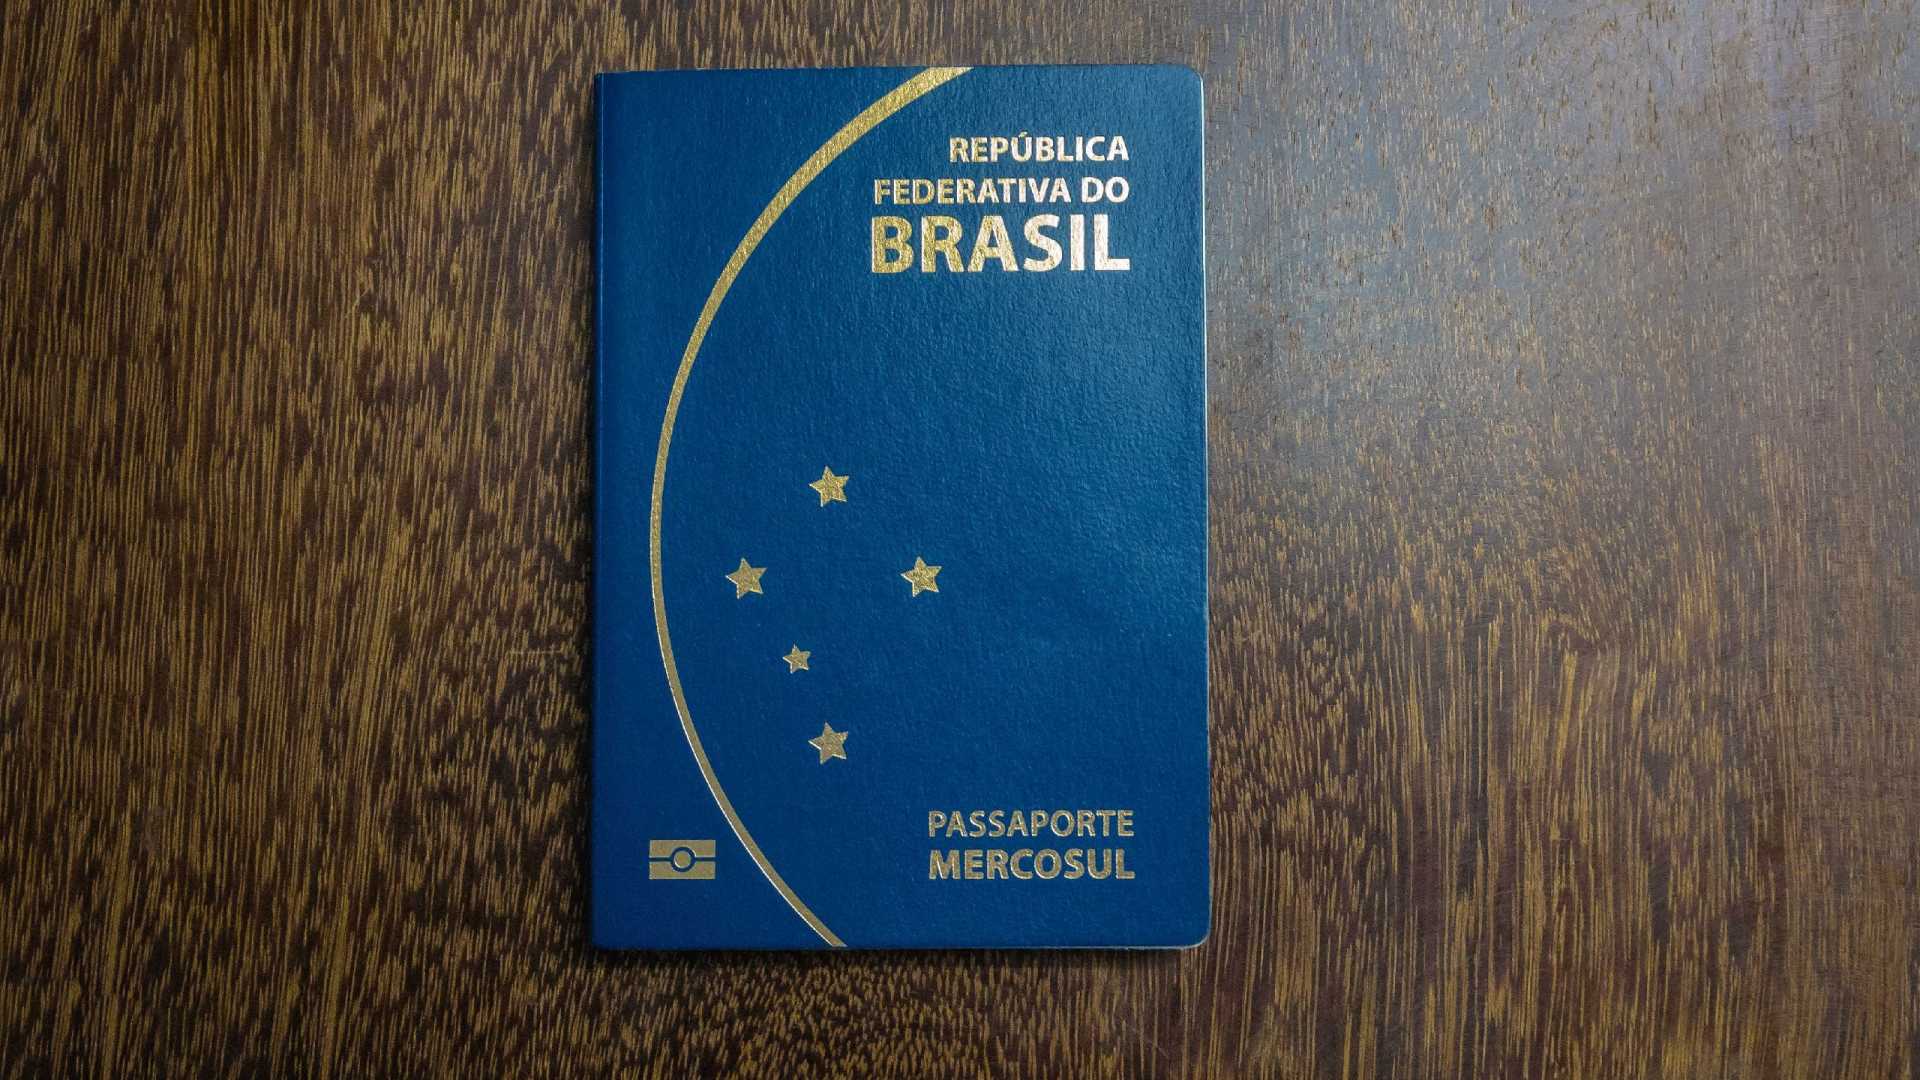 REPÚBLICA
FEDERATIVA DO
BRASIL
PASSAPORTE
MERCOSUL